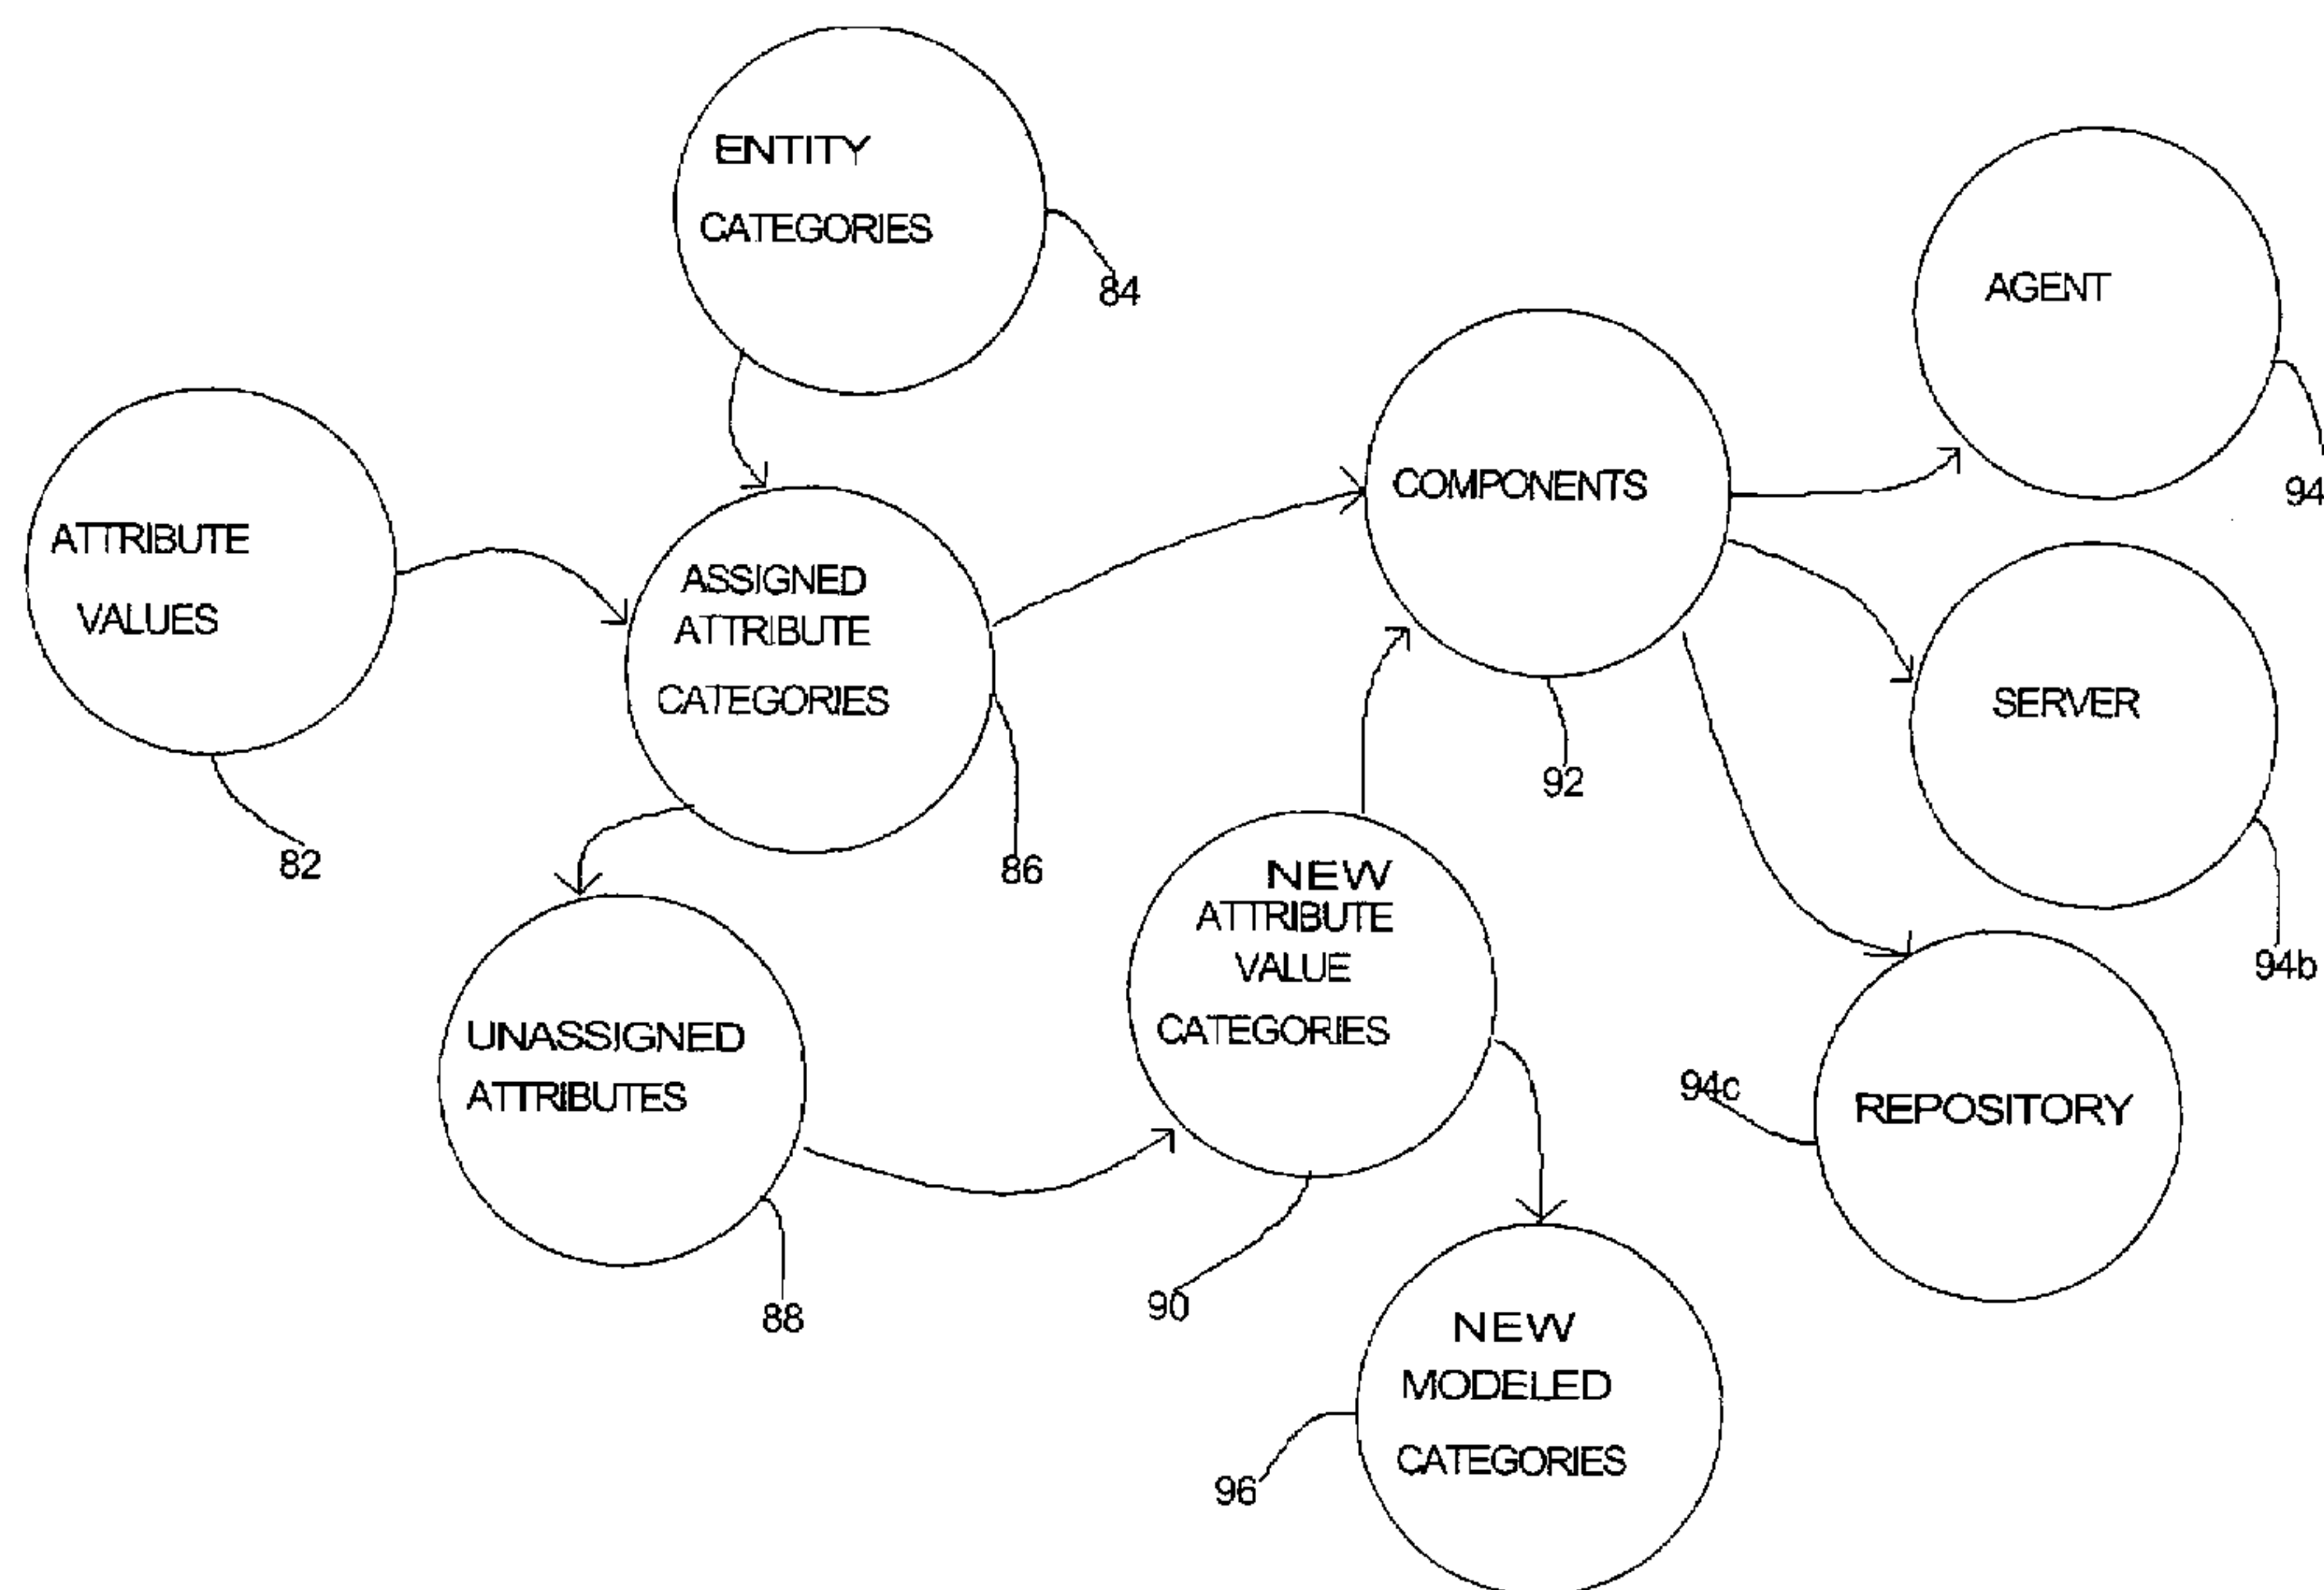 ENTITY
CATEGORIES
84
AGENT
94
ATTRIBUTE
VALUES
82
ASSIGNED
ATTRIBUTE
CATEGORIES
86
COMPONENTS
92
SERVER
94b
UNASSIGNED
ATTRIBUTES
88
NEW
ATTRIBUTE
VALUE
CATEGORIES
90
94c
REPOSITORY
NEW
MODELED
CATEGORIES
96